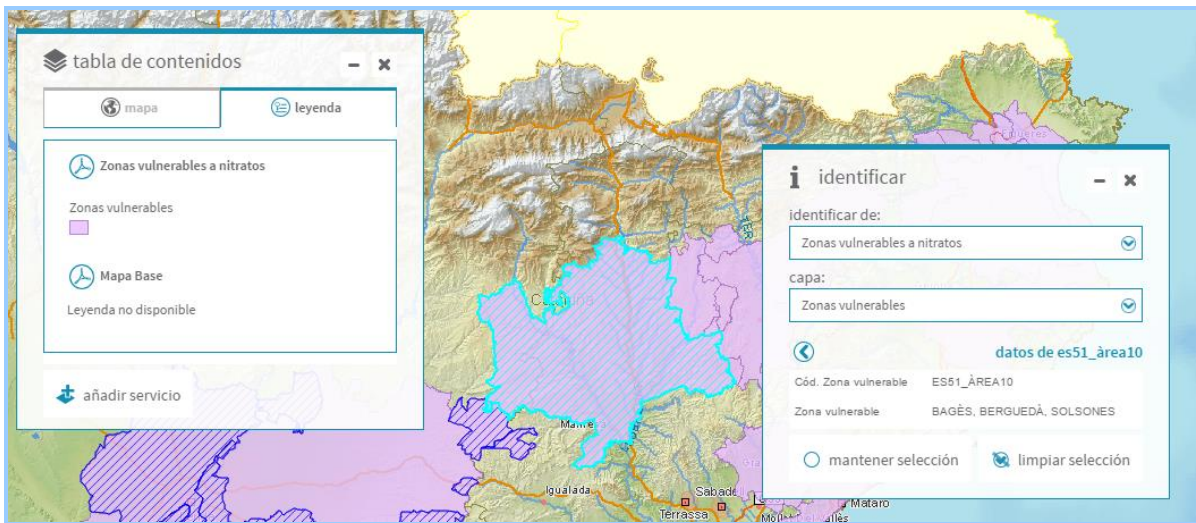 tabla de contenidos
mapa
leyenda
Zonas vulnerables a nitratos
Zonas vulnerables
Mapa Base
Leyenda no disponible
añadir servicio
Figueres
identificar
identificar de:
Zonas vulnerables a nitratos
capa:
Zonas vulnerables
datos de es51_àrea10
Cód. Zona vulnerable ES51_ÀREA10
Zona vulnerable BAGÈS, BERGUEDÀ, SOLSONES
mantener selección
limpiar selección
Igualada
Terrassa
Mataro